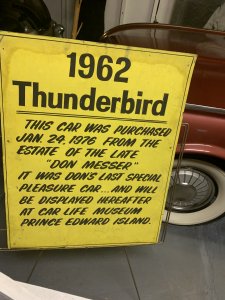 1962
Thunderbird
THIS CAR WAS PURCHASED
JAN. 24, 1976 FROM THE
ESTATE OF THE LATE
"DON MESSER"
IT WAS DON'S LAST SPECIAL
PLEASURE CAR.... AND WILL
BE DISPLAYED HEREAFTER
AT CAR LIFE MUSEUM
PRINCE EDWARD ISLAND.